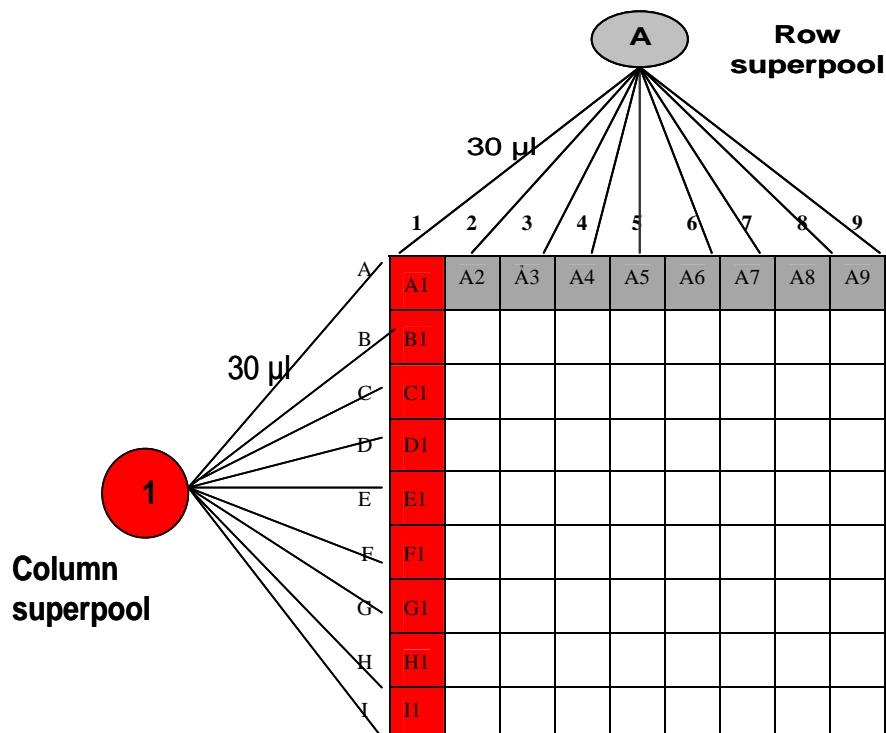 A
Row
superpool
30 µl
1 2 3 4 5 6 7 8 9
A A1 A2 A3 A4 A5 A6 A7 A8 A9
B B1
30 µl
C C1
D D1
1
E E1
F F1
Column
superpool
G G1
H H1
I I1